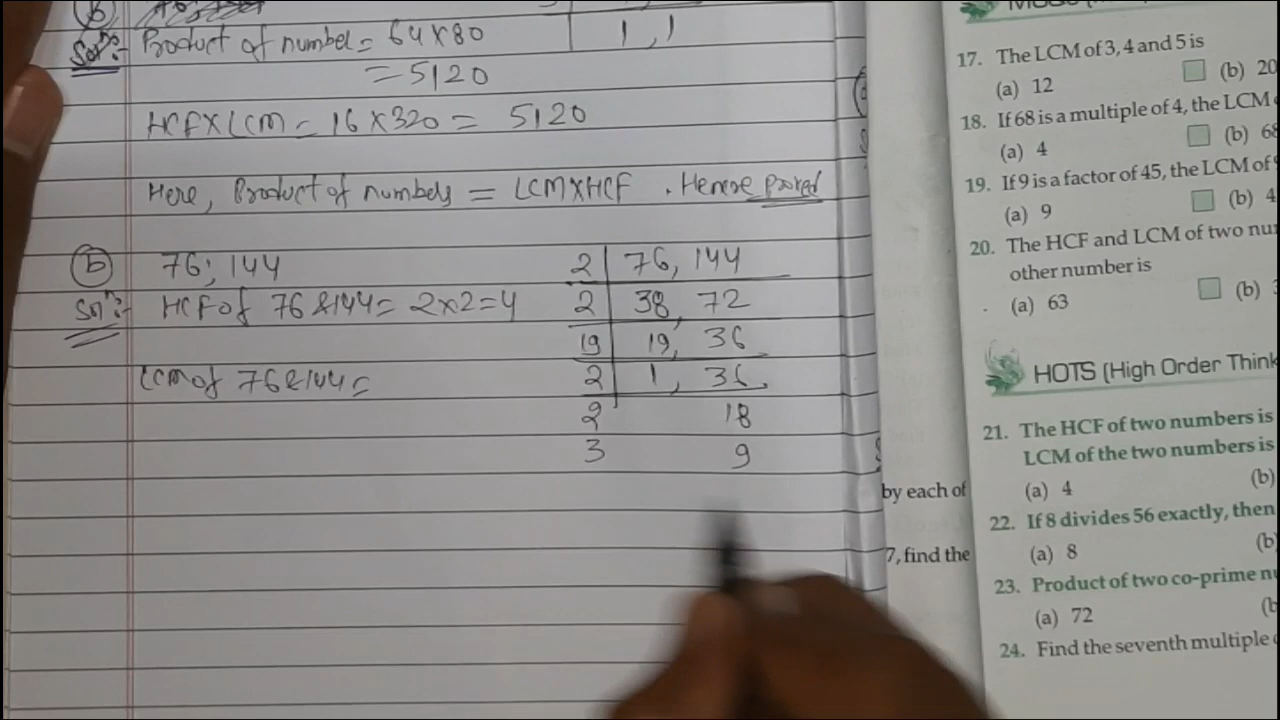 (b)
Solⁿ:- Product of number = 64×80
= 5120
1, 1
HCF×LCM = 16×320 = 5120
Here, Product of numbers = LCM×HCF . Hence Proved
(b) 76, 144
Solⁿ:- HCF of 76 & 144 = 2×2=4
LCM of 76 & 144 =
2 | 76, 144
2 | 38, 72
19 | 19, 36
2 | 1, 36,
2 18
3 9
by each of
7, find the
17. The LCM of 3, 4 and 5 is
(a) 12 (b) 20
18. If 68 is a multiple of 4, the LCM
(a) 4 (b) 68
19. If 9 is a factor of 45, the LCM of
(a) 9 (b) 4
20. The HCF and LCM of two
other number is
(a) 63 (b)
HOTS (High Order Think
21. The HCF of two numbers is
LCM of the two numbers is
(a) 4 (b)
22. If 8 divides 56 exactly, then
(a) 8 (b)
23. Product of two co-prime
(a) 72
24. Find the seventh multiple